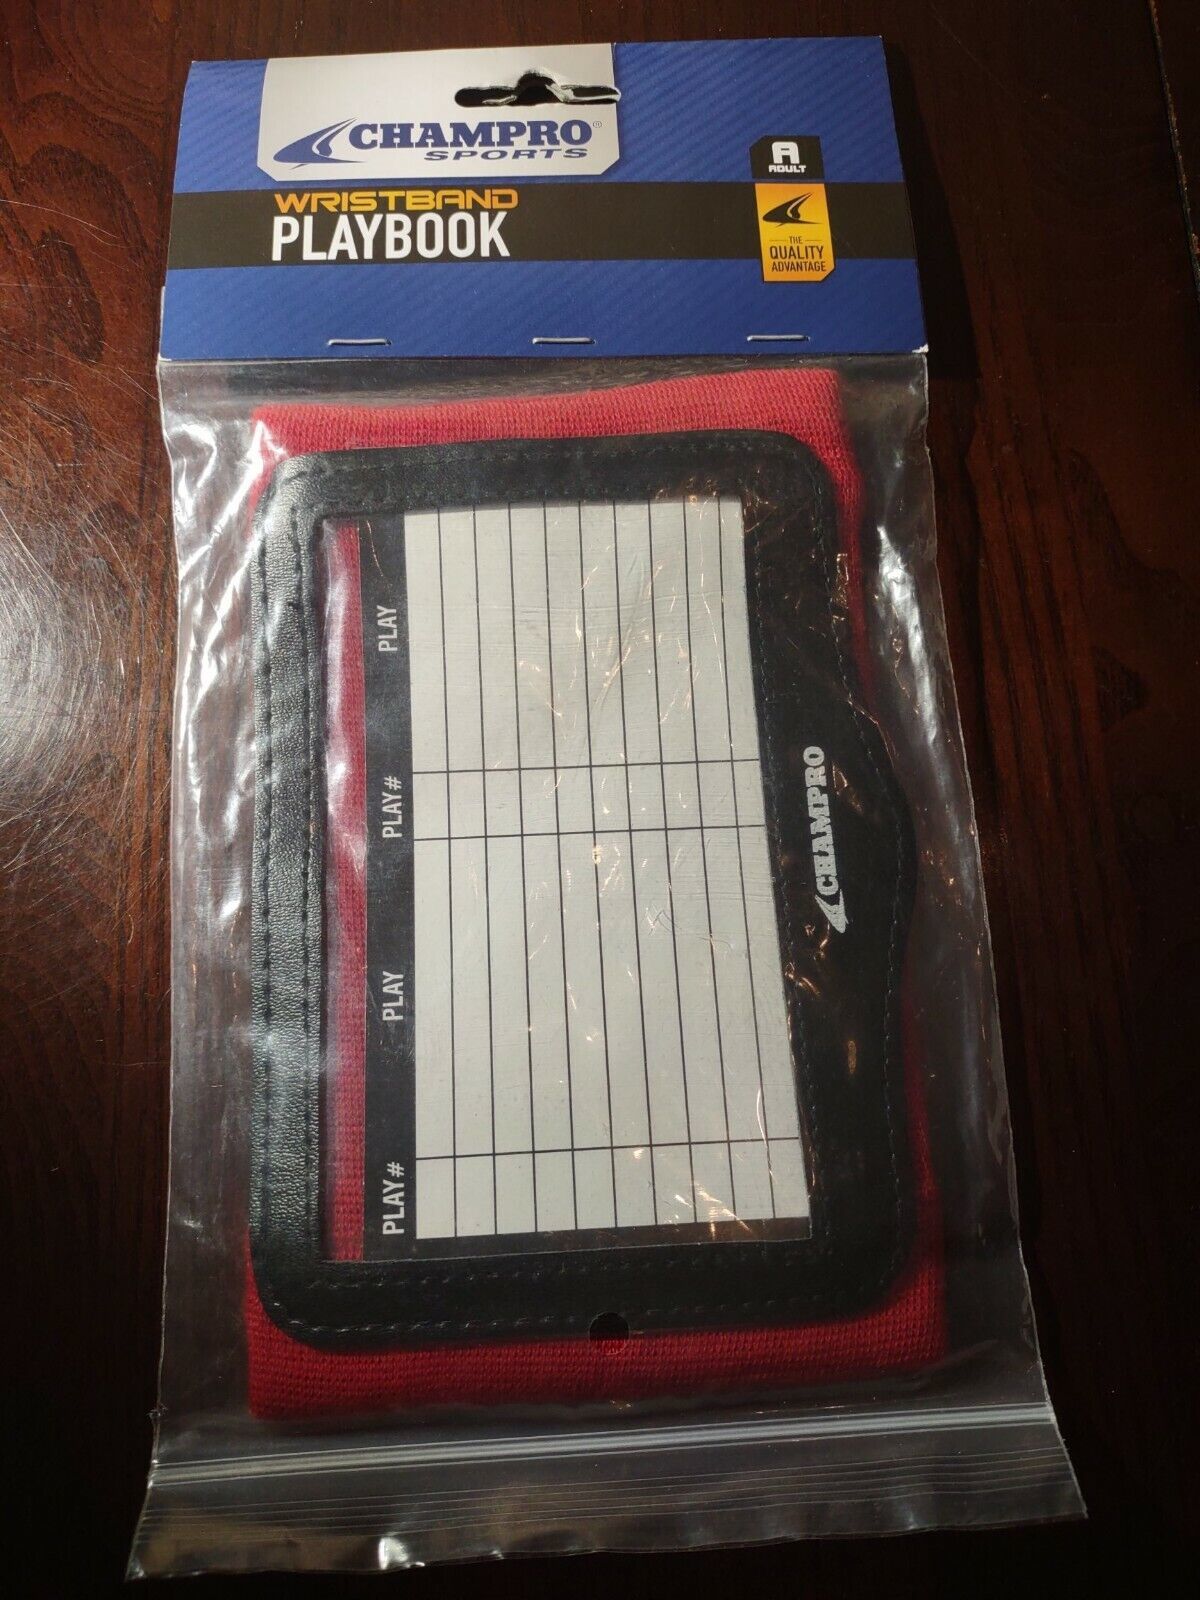 CHAMPRO®
SPORTS
WRISTBAND
PLAYBOOK
A
ADULT
THE
QUALITY
ADVANTAGE
PLAY# PLAY PLAY# PLAY
CHAMPRO